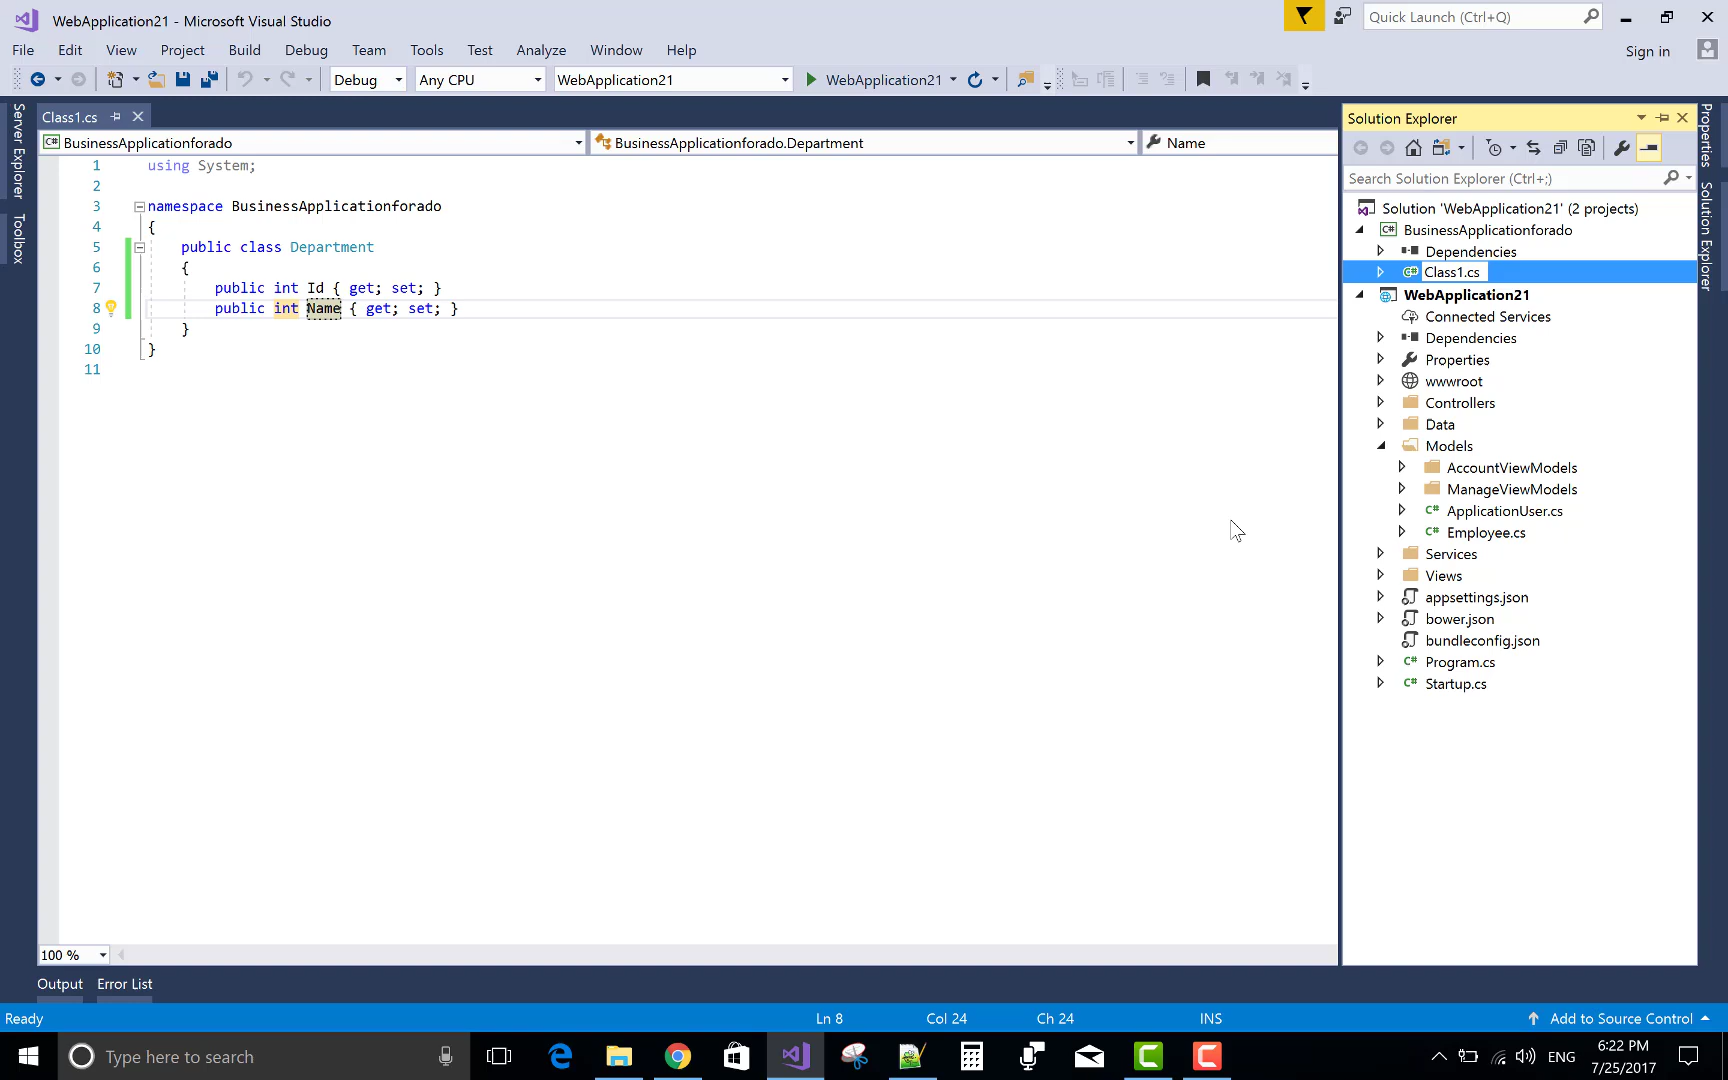 WebApplication21 - Microsoft Visual Studio
Quick Launch (Ctrl+Q)
File Edit View Project Build Debug Team Tools Test Analyze Window Help
Sign in
Debug Any CPU WebApplication21 WebApplication21
Server Explorer
Toolbox
Class1.cs
BusinessApplicationforado BusinessApplicationforado.Department Name
1 using System;
2
3 namespace BusinessApplicationforado
4 {
5 public class Department
6 {
7 public int Id { get; set; }
8 public int Name { get; set; }
9 }
10 }
11
100 %
Solution Explorer
Search Solution Explorer (Ctrl+;)
Solution 'WebApplication21' (2 projects)
C# BusinessApplicationforado
Dependencies
C# Class1.cs
WebApplication21
Connected Services
Dependencies
Properties
wwwroot
Controllers
Data
Models
AccountViewModels
ManageViewModels
C# ApplicationUser.cs
C# Employee.cs
Services
Views
appsettings.json
bower.json
bundleconfig.json
C# Program.cs
C# Startup.cs
Properties
Solution Explorer
Output Error List
Ready Ln 8 Col 24 Ch 24 INS Add to Source Control
Type here to search
ENG
6:22 PM
7/25/2017